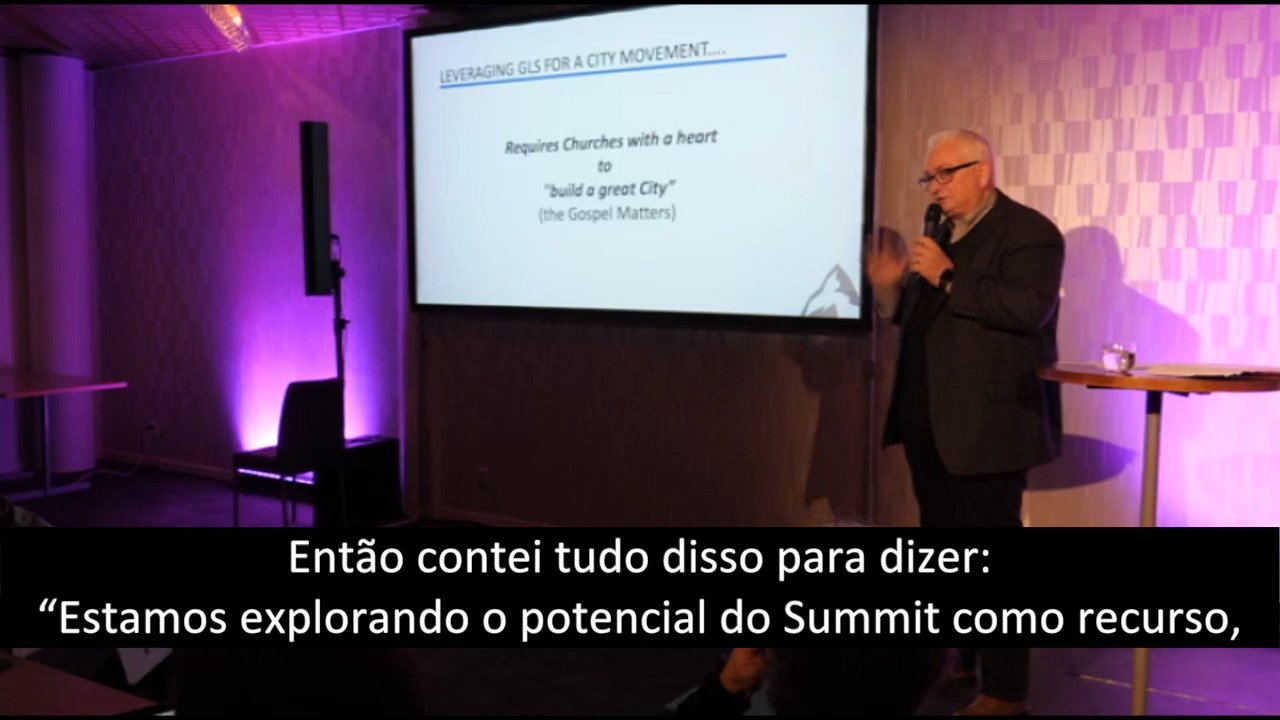 LEVERAGING GLS FOR A CITY MOVEMENT....
Requires Churches with a heart
to
"build a great City"
(the Gospel Matters)
Então contei tudo disso para dizer:
“Estamos explorando o potencial do Summit como recurso,